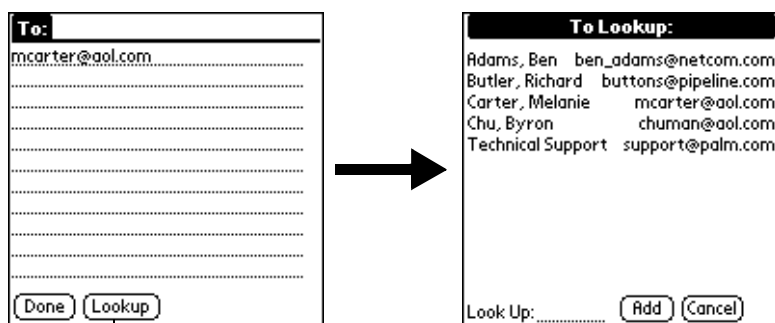 To:
mcarter@aol.com
Done Lookup
To Lookup:
Adams, Ben ben_adams@netcom.com
Butler, Richard buttons@pipeline.com
Carter, Melanie mcarter@aol.com
Chu, Byron chuman@aol.com
Technical Support support@palm.com
Look Up: Add Cancel